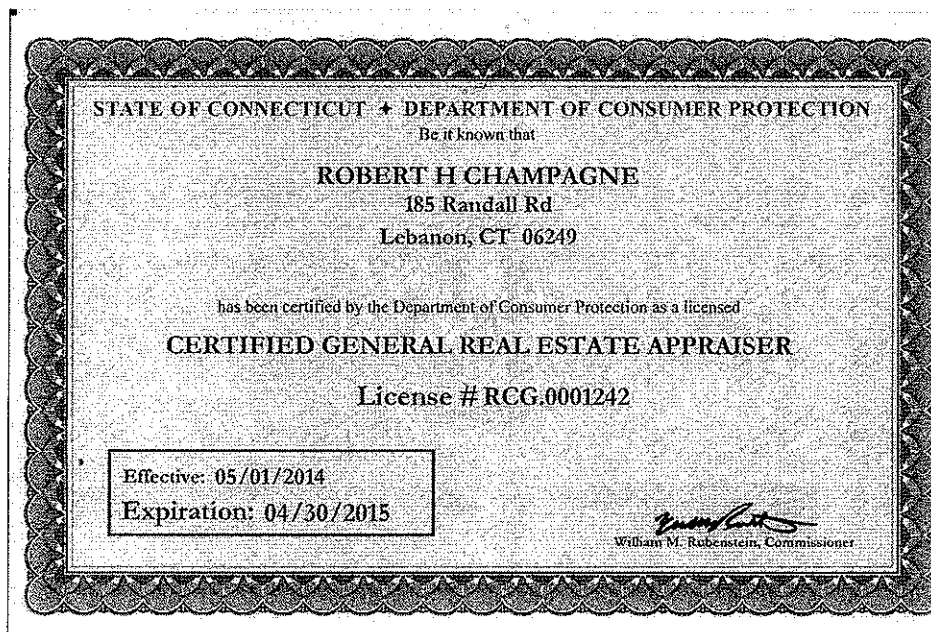 STATE OF CONNECTICUT ✦ DEPARTMENT OF CONSUMER PROTECTION
Be it known that
ROBERT H CHAMPAGNE
185 Randall Rd
Lebanon, CT 06249
has been certified by the Department of Consumer Protection as a licensed
CERTIFIED GENERAL REAL ESTATE APPRAISER
License # RCG.0001242
Effective: 05/01/2014
Expiration: 04/30/2015
William M. Rubenstein, Commissioner